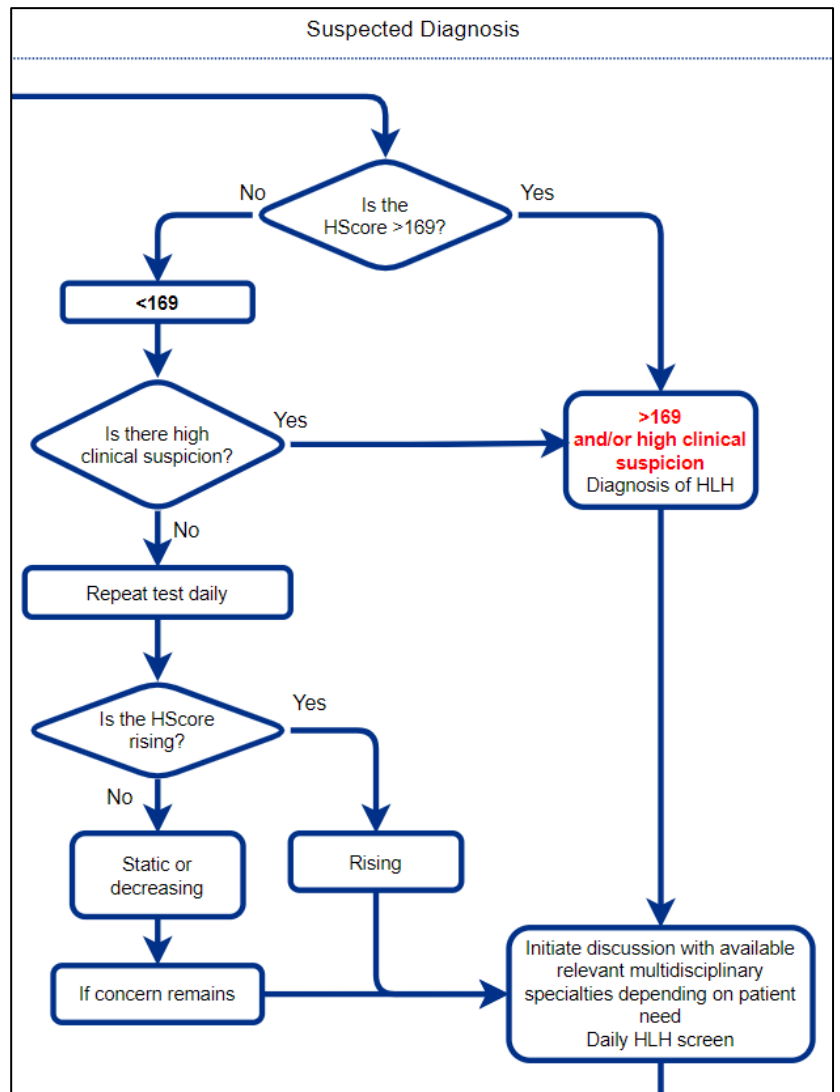 Suspected Diagnosis
No
Is the
HScore >169?
Yes
<169
Is there high
clinical suspicion?
Yes
>169
and/or high clinical
suspicion
Diagnosis of HLH
No
Repeat test daily
Is the HScore
rising?
Yes
No
Static or
decreasing
Rising
If concern remains
Initiate discussion with available
relevant multidisciplinary
specialties depending on patient
need
Daily HLH screen